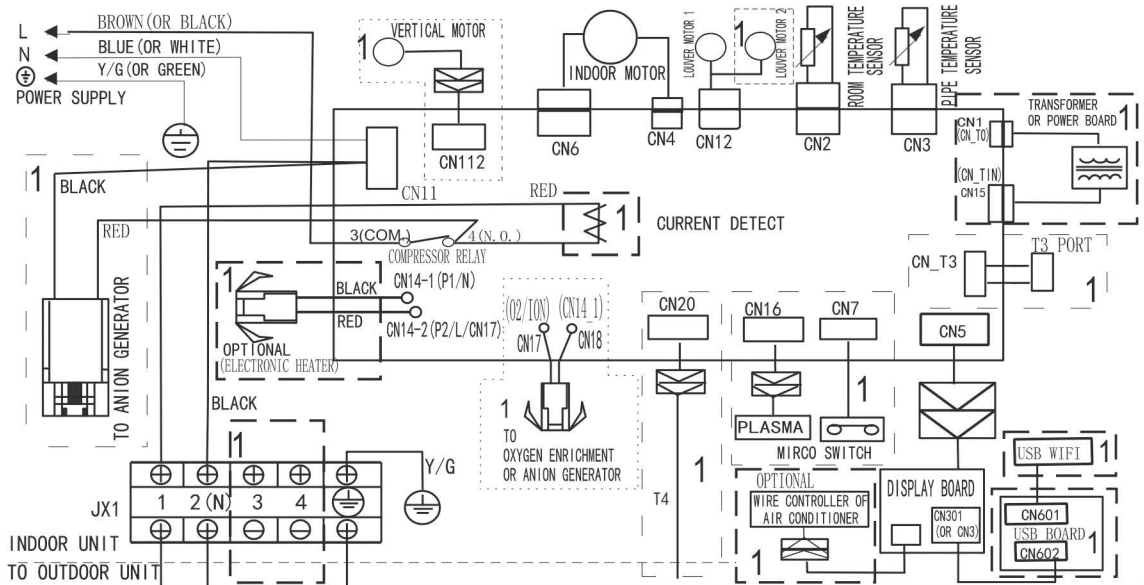 L
BROWN(OR BLACK)
N
BLUE(OR WHITE)
Y/G(OR GREEN)
POWER SUPPLY
1
VERTICAL MOTOR
CN112
CN11
INDOOR MOTOR
CN6
CN4
LOUVER MOTOR 1
1
LOUVER MOTOR 2
CN12
ROOM TEMPERATURE
SENSOR
CN2
PIPE TEMPERATURE
SENSOR
CN3
TRANSFORMER
OR POWER BOARD
1
CN1
(CN_TO)
(CN_TIN)
CN15
1
BLACK
RED
TO ANION GENERATOR
RED
1
CURRENT DETECT
3(COM.)
4(N.O.)
COMPRESSOR RELAY
T3 PORT
CN_T3
1
1
BLACK
CN14-1(P1/N)
RED
CN14-2(P2/L/CN17)
OPTIONAL
(ELECTRONIC HEATER)
(O2/ION)
(CN14_1)
CN17
CN18
1
TO
OXYGEN ENRICHMENT
OR ANION GENERATOR
CN20
1
T4
CN16
CN7
1
PLASMA
MIRCO SWITCH
CN5
BLACK
1
JX1
1
2(N)
3
4
Y/G
INDOOR UNIT
TO OUTDOOR UNIT
OPTIONAL
WIRE CONTROLLER OF
AIR CONDITIONER
1
DISPLAY BOARD
CN301
(OR CN3)
USB WIFI
1
CN601
USB BOARD
1
CN602